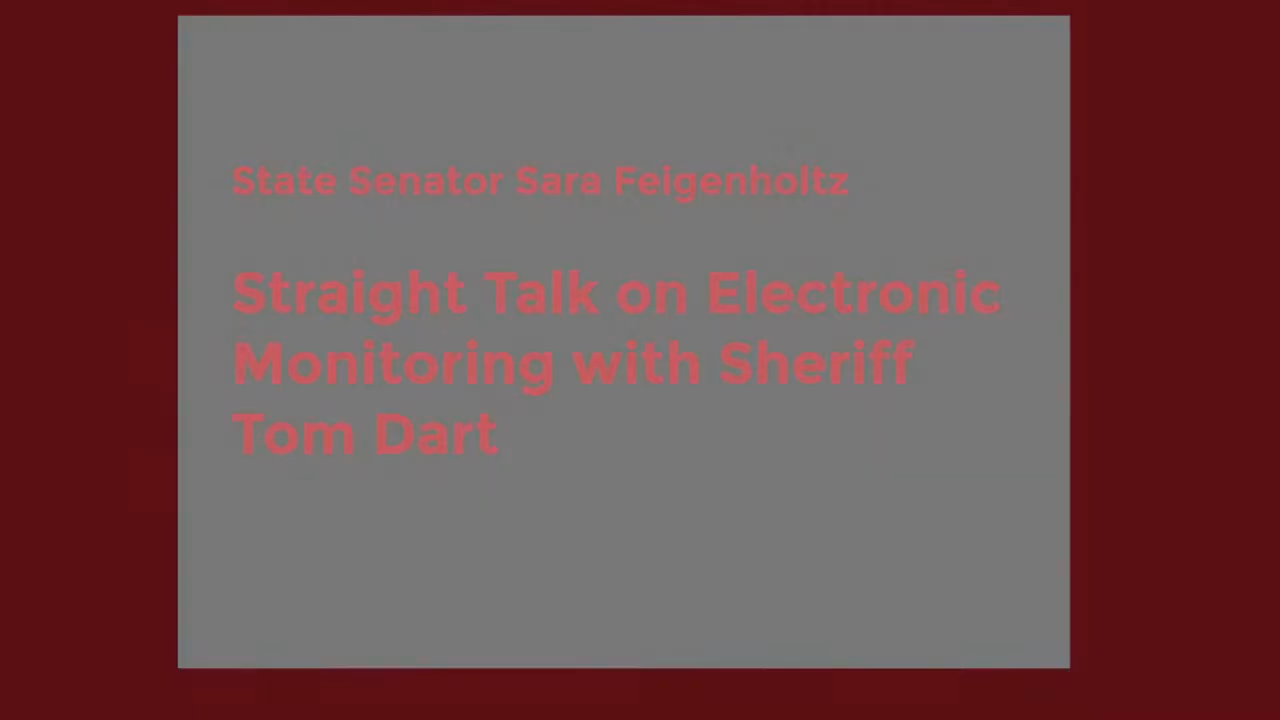 State Senator Sara Feigenholtz
Straight Talk on Electronic
Monitoring with Sheriff
Tom Dart